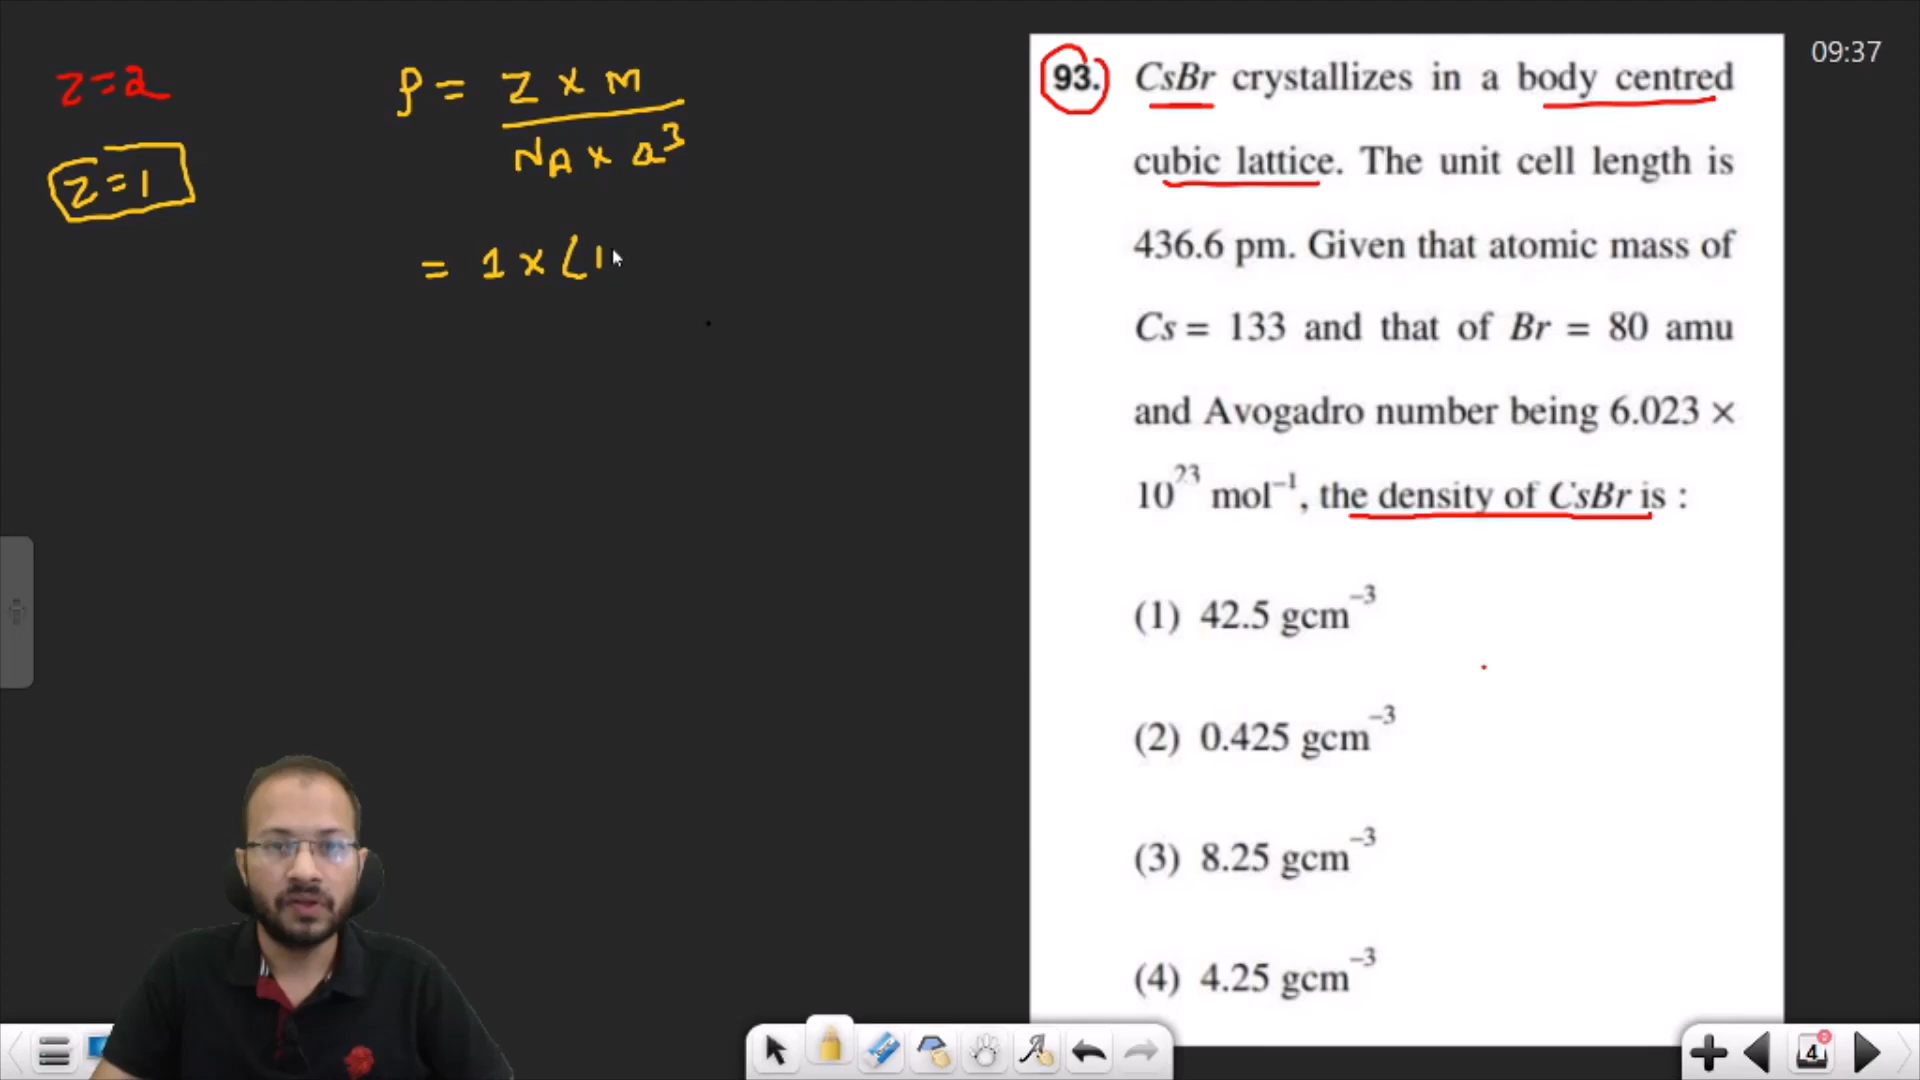 z=2
z=1
ρ = Z × M
N_A × a³
= 1 × (1
93. CsBr crystallizes in a body centred
cubic lattice. The unit cell length is
436.6 pm. Given that atomic mass of
Cs = 133 and that of Br = 80 amu
and Avogadro number being 6.023 ×
10²³ mol⁻¹, the density of CsBr is :
(1) 42.5 gcm⁻³
(2) 0.425 gcm⁻³
(3) 8.25 gcm⁻³
(4) 4.25 gcm⁻³
09:37
4